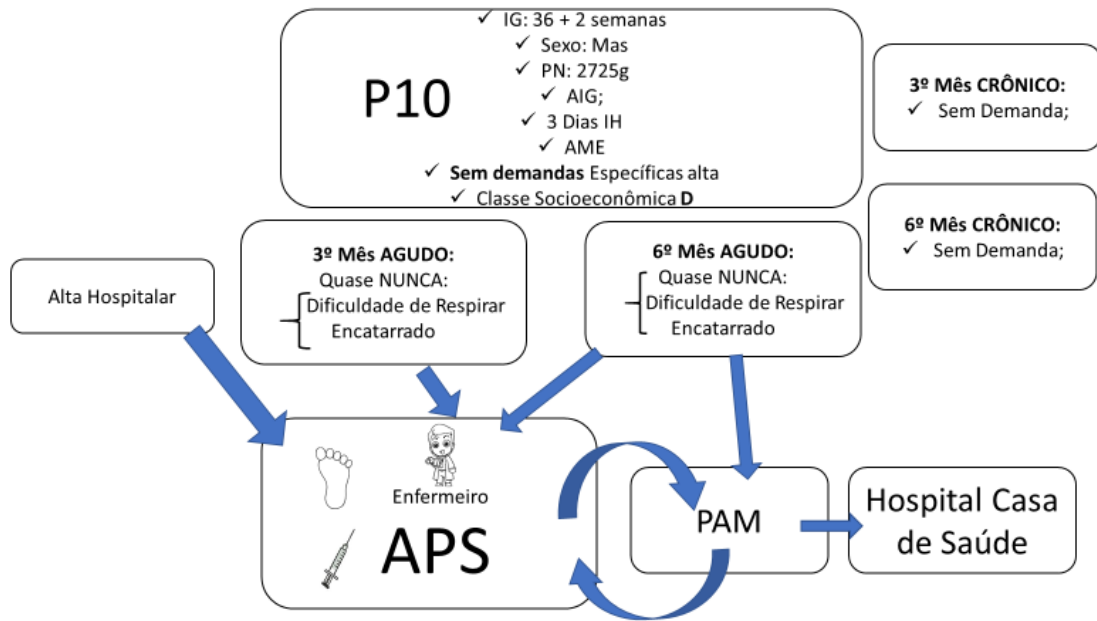 P10
✓ IG: 36 + 2 semanas
✓ Sexo: Mas
✓ PN: 2725g
✓ AIG;
✓ 3 Dias IH
✓ AME
✓ Sem demandas Específicas alta
✓ Classe Socioeconômica D
3º Mês CRÔNICO:
✓ Sem Demanda;
6º Mês CRÔNICO:
✓ Sem Demanda;
Alta Hospitalar
3º Mês AGUDO:
Quase NUNCA:
Dificuldade de Respirar
Encatarrado
6º Mês AGUDO:
Quase NUNCA:
Dificuldade de Respirar
Encatarrado
Enfermeiro
APS
PAM
Hospital Casa
de Saúde